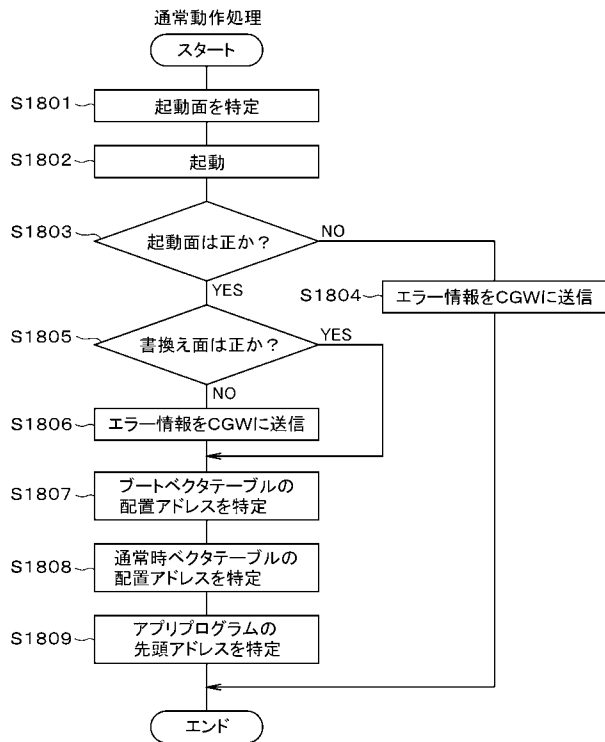 通常動作処理
スタート
S1801
起動面を特定
S1802
起動
S1803
起動面は正か?
NO
YES
S1804
エラー情報をCGWに送信
S1805
書換え面は正か?
YES
NO
S1806
エラー情報をCGWに送信
S1807
ブートベクタテーブルの
配置アドレスを特定
S1808
通常時ベクタテーブルの
配置アドレスを特定
S1809
アプリプログラムの
先頭アドレスを特定
エンド